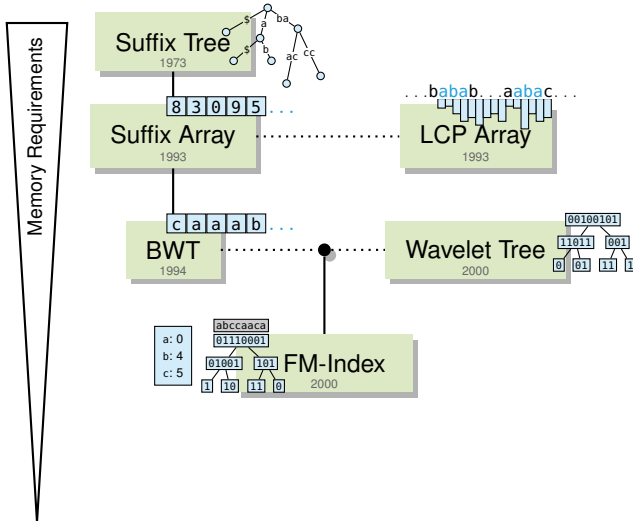 Memory Requirements
Suffix Tree
1973
$ a ba
$ b ac cc
8 3 0 9 5 ...
Suffix Array
1993
...babab...aabac...
LCP Array
1993
c a a a b ...
BWT
1994
Wavelet Tree
2000
00100101
11011 001
0 01 11 1
a: 0
b: 4
c: 5
abccaaca
01110001
01001 101
1 10 11 0
FM-Index
2000